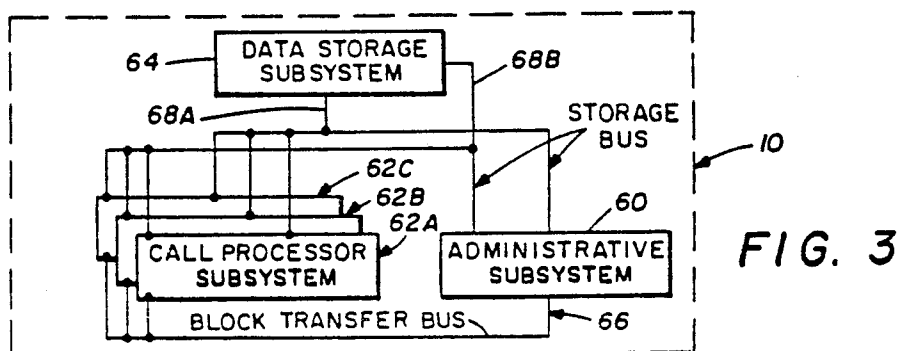 DATA STORAGE
SUBSYSTEM
64
68B
68A
STORAGE
BUS
10
62C
62B
62A
60
CALL PROCESSOR
SUBSYSTEM
ADMINISTRATIVE
SUBSYSTEM
FIG. 3
BLOCK TRANSFER BUS
66